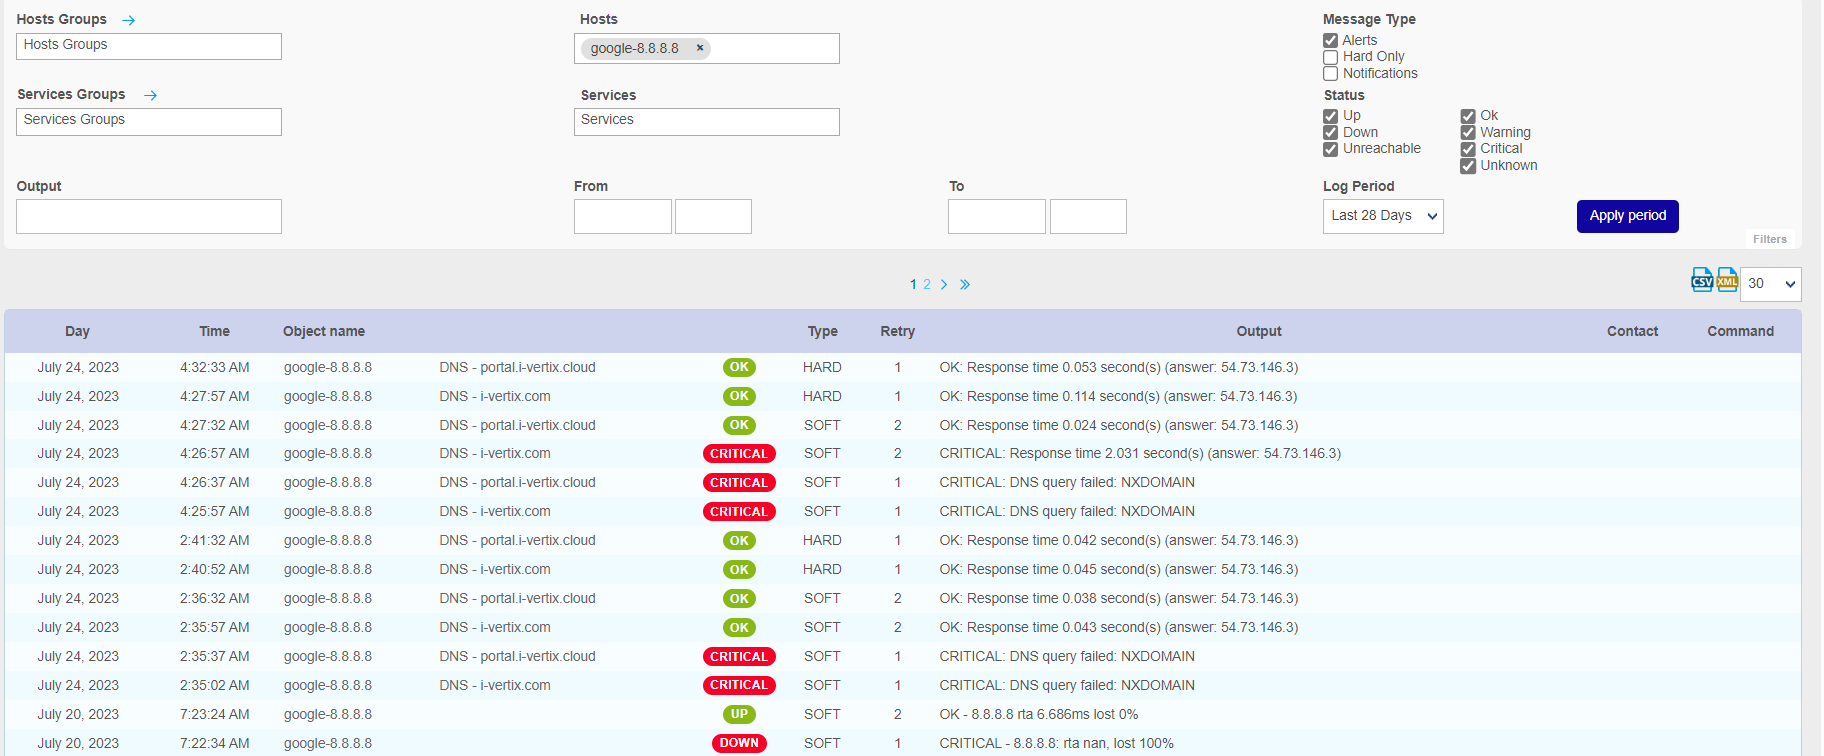 Hosts Groups → Hosts Message Type
Hosts Groups google-8.8.8.8 × Alerts
Hard Only
Notifications
Services Groups → Services Status
Services Groups Services Up Ok
Down Warning
Unreachable Critical
Unknown
Output From To Log Period
Last 28 Days Apply period
Filters
1 2 CSV XML 30
Day Time Object name Type Retry Output Contact Command
July 24, 2023 4:32:33 AM google-8.8.8.8 DNS - portal.i-vertix.cloud OK HARD 1 OK: Response time 0.053 second(s) (answer: 54.73.146.3)
July 24, 2023 4:27:57 AM google-8.8.8.8 DNS - i-vertix.com OK HARD 1 OK: Response time 0.114 second(s) (answer: 54.73.146.3)
July 24, 2023 4:27:32 AM google-8.8.8.8 DNS - portal.i-vertix.cloud OK SOFT 2 OK: Response time 0.024 second(s) (answer: 54.73.146.3)
July 24, 2023 4:26:57 AM google-8.8.8.8 DNS - i-vertix.com CRITICAL SOFT 2 CRITICAL: Response time 2.031 second(s) (answer: 54.73.146.3)
July 24, 2023 4:26:37 AM google-8.8.8.8 DNS - portal.i-vertix.cloud CRITICAL SOFT 1 CRITICAL: DNS query failed: NXDOMAIN
July 24, 2023 4:25:57 AM google-8.8.8.8 DNS - i-vertix.com CRITICAL SOFT 1 CRITICAL: DNS query failed: NXDOMAIN
July 24, 2023 2:41:32 AM google-8.8.8.8 DNS - portal.i-vertix.cloud OK HARD 1 OK: Response time 0.042 second(s) (answer: 54.73.146.3)
July 24, 2023 2:40:52 AM google-8.8.8.8 DNS - i-vertix.com OK HARD 1 OK: Response time 0.045 second(s) (answer: 54.73.146.3)
July 24, 2023 2:36:32 AM google-8.8.8.8 DNS - portal.i-vertix.cloud OK SOFT 2 OK: Response time 0.038 second(s) (answer: 54.73.146.3)
July 24, 2023 2:35:57 AM google-8.8.8.8 DNS - i-vertix.com OK SOFT 2 OK: Response time 0.043 second(s) (answer: 54.73.146.3)
July 24, 2023 2:35:37 AM google-8.8.8.8 DNS - portal.i-vertix.cloud CRITICAL SOFT 1 CRITICAL: DNS query failed: NXDOMAIN
July 24, 2023 2:35:02 AM google-8.8.8.8 DNS - i-vertix.com CRITICAL SOFT 1 CRITICAL: DNS query failed: NXDOMAIN
July 20, 2023 7:23:24 AM google-8.8.8.8 UP SOFT 2 OK - 8.8.8.8 rta 6.686ms lost 0%
July 20, 2023 7:22:34 AM google-8.8.8.8 DOWN SOFT 1 CRITICAL - 8.8.8.8: rta nan, lost 100%